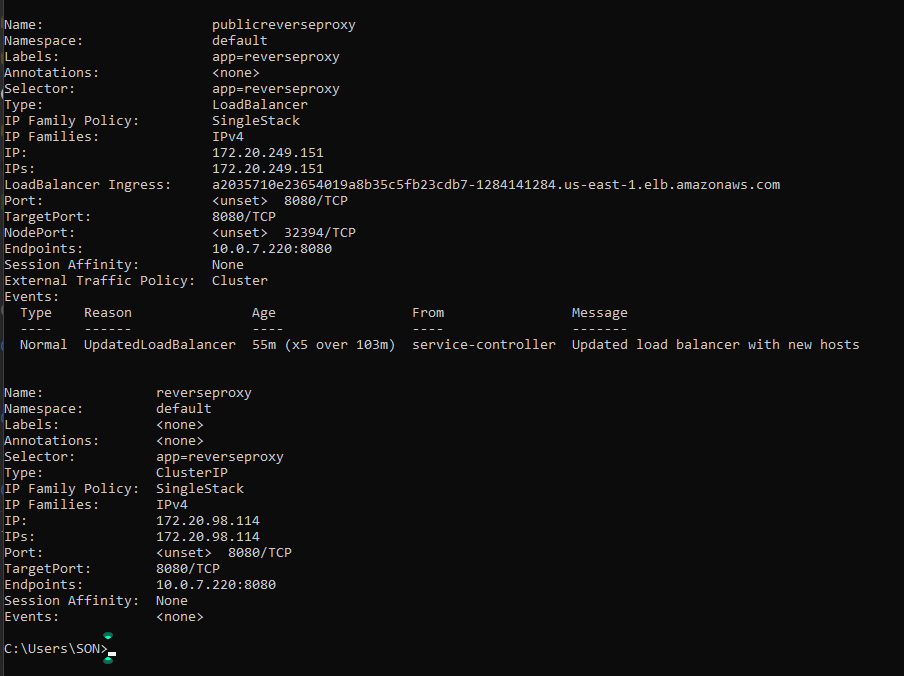 Name:                     publicreverseproxy
Namespace:                default
Labels:                   app=reverseproxy
Annotations:              <none>
Selector:                 app=reverseproxy
Type:                     LoadBalancer
IP Family Policy:         SingleStack
IP Families:              IPv4
IP:                       172.20.249.151
IPs:                      172.20.249.151
LoadBalancer Ingress:     a2035710e23654019a8b35c5fb23cdb7-1284141284.us-east-1.elb.amazonaws.com
Port:                     <unset>  8080/TCP
TargetPort:               8080/TCP
NodePort:                 <unset>  32394/TCP
Endpoints:                10.0.7.220:8080
Session Affinity:         None
External Traffic Policy:  Cluster
Events:
  Type    Reason               Age                  From                Message
  ----    ------               ----                 ----                -------
  Normal  UpdatedLoadBalancer  55m (x5 over 103m)  service-controller  Updated load balancer with new hosts
Name:              reverseproxy
Namespace:         default
Labels:            <none>
Annotations:       <none>
Selector:          app=reverseproxy
Type:              ClusterIP
IP Family Policy:  SingleStack
IP Families:       IPv4
IP:                172.20.98.114
IPs:               172.20.98.114
Port:              <unset>  8080/TCP
TargetPort:        8080/TCP
Endpoints:         10.0.7.220:8080
Session Affinity:  None
Events:            <none>
C:\Users\SON>